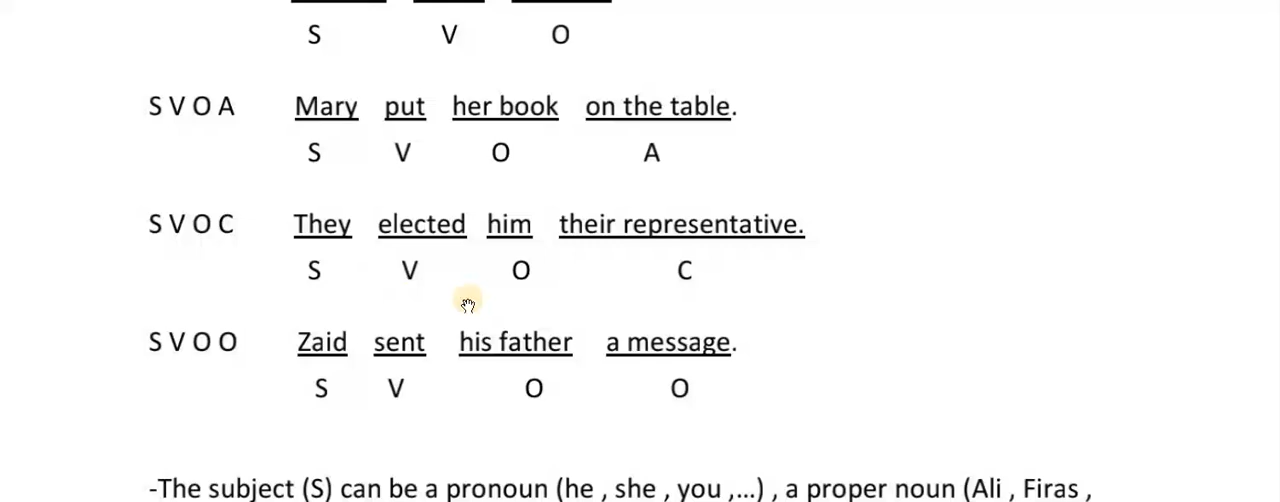 S V O
S V O A Mary put her book on the table.
S V O A
S V O C They elected him their representative.
S V O C
S V O O Zaid sent his father a message.
S V O O
-The subject (S) can be a pronoun (he , she , you ,...) , a proper noun (Ali , Firas ,